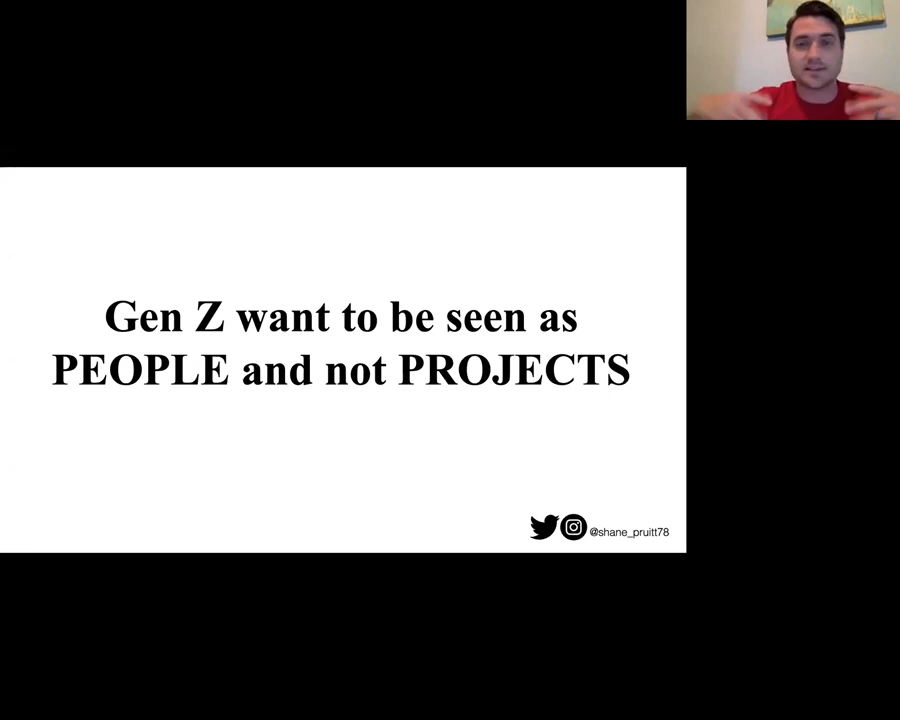 Gen Z want to be seen as
PEOPLE and not PROJECTS
@shane_pruitt78